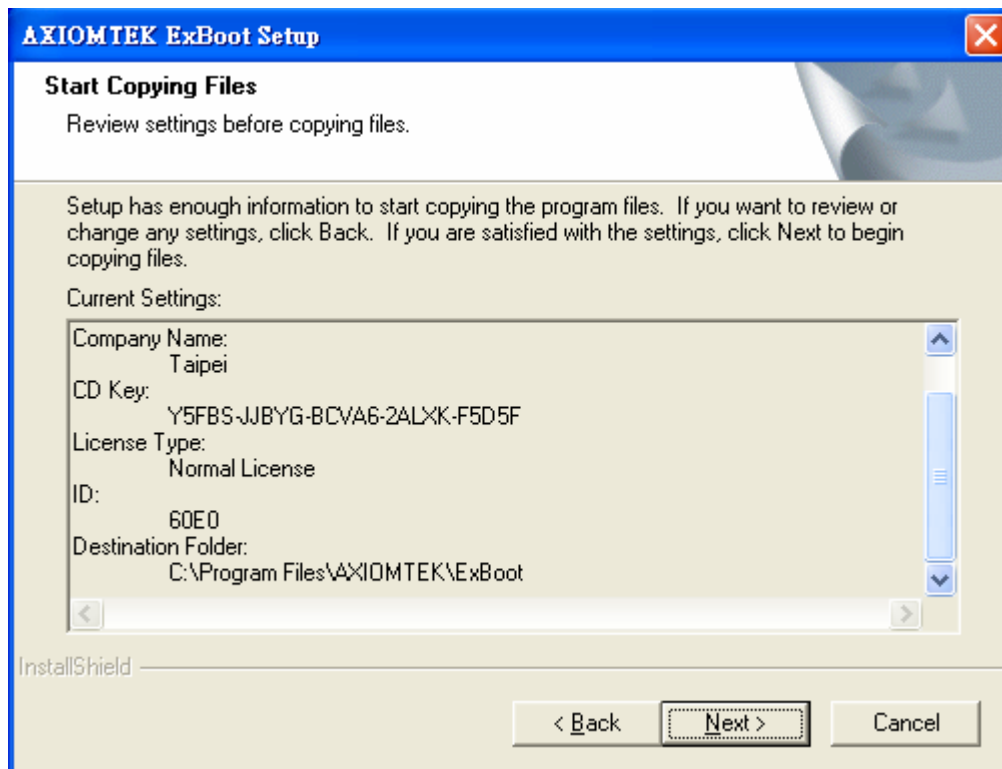 AXIOMTEK ExBoot Setup
Start Copying Files
Review settings before copying files.
Setup has enough information to start copying the program files. If you want to review or
change any settings, click Back. If you are satisfied with the settings, click Next to begin
copying files.
Current Settings:
Company Name:
Taipei
CD Key:
Y5FBS-JJBYG-BCVA6-2ALXK-F5D5F
License Type:
Normal License
ID:
60E0
Destination Folder:
C:\Program Files\AXIOMTEK\ExBoot
InstallShield
< Back
Next >
Cancel